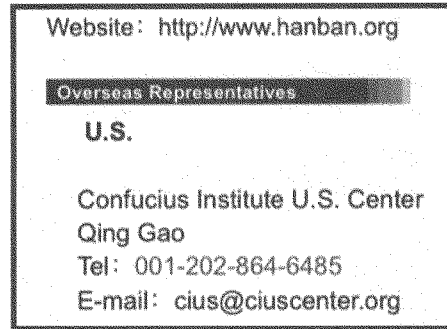 Website: http://www.hanban.org
Overseas Representatives
U.S.
Confucius Institute U.S. Center
Qing Gao
Tel: 001-202-864-6485
E-mail: cius@ciuscenter.org